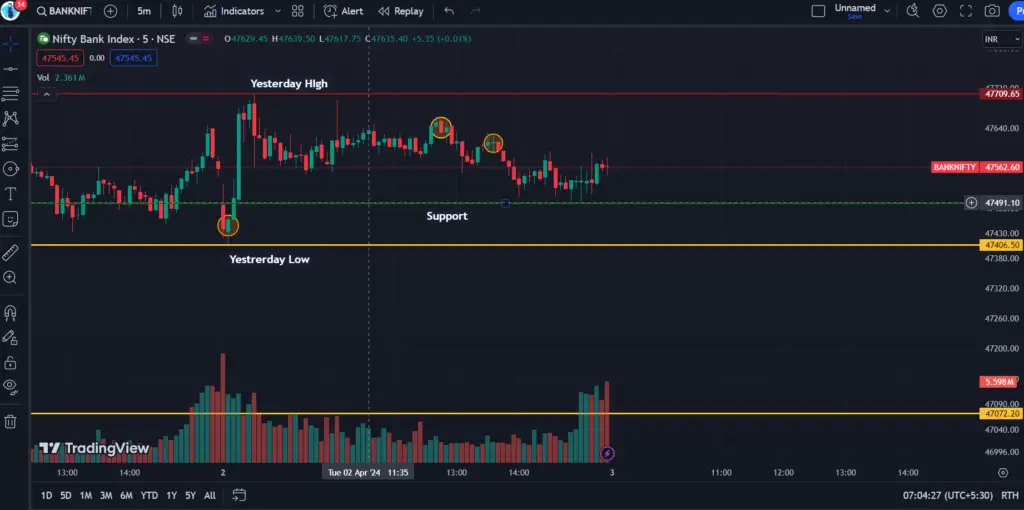 14
BANKNIFT
5m
Indicators
Alert
Replay
Unnamed
Save
Nifty Bank Index · 5 · NSE
O47629.45 H47639.50 L47617.75 C47635.40 +5.35 (+0.01%)
INR
47545.45 0.00 47545.45
Vol 2.361M
Yesterday HIgh
47709.65
47640.00
BANKNIFTY 47562.60
47491.10
Support
47430.00
47406.50
Yestrerday Low
47380.00
47320.00
47260.00
47200.00
5.598M
47090.00
47072.20
47040.00
46996.00
TradingView
13:00 14:00 2 Tue 02 Apr '24 11:35 13:00 14:00 3 11:00 12:00 13:00 14:00
1D 5D 1M 3M 6M YTD 1Y 5Y All
07:04:27 (UTC+5:30) RTH